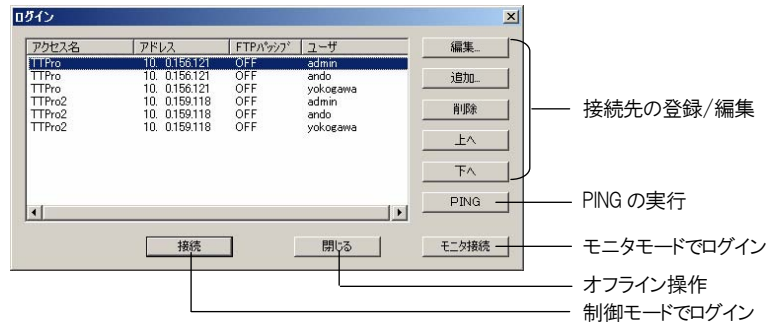 ログイン
アクセス名 アドレス FTPパッシブ ユーザ
TTPro 10. 0.156.121 OFF admin
TTPro 10. 0.156.121 OFF ando
TTPro 10. 0.156.121 OFF yokogawa
TTPro2 10. 0.159.118 OFF admin
TTPro2 10. 0.159.118 OFF ando
TTPro2 10. 0.159.118 OFF yokogawa
編集...
追加...
削除
上へ
下へ
PING
接続
閉じる
モニタ接続
接続先の登録/編集
PING の実行
モニタモードでログイン
オフライン操作
制御モードでログイン